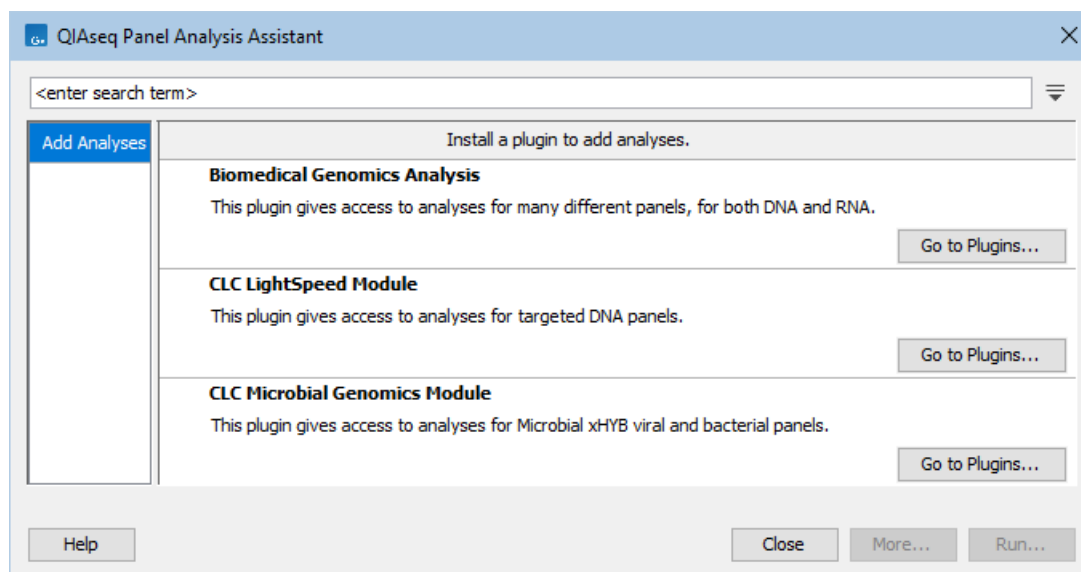 G.
QIAseq Panel Analysis Assistant
<enter search term>
Add Analyses
Install a plugin to add analyses.
Biomedical Genomics Analysis
This plugin gives access to analyses for many different panels, for both DNA and RNA.
Go to Plugins...
CLC LightSpeed Module
This plugin gives access to analyses for targeted DNA panels.
Go to Plugins...
CLC Microbial Genomics Module
This plugin gives access to analyses for Microbial xHYB viral and bacterial panels.
Go to Plugins...
Help
Close
More...
Run...